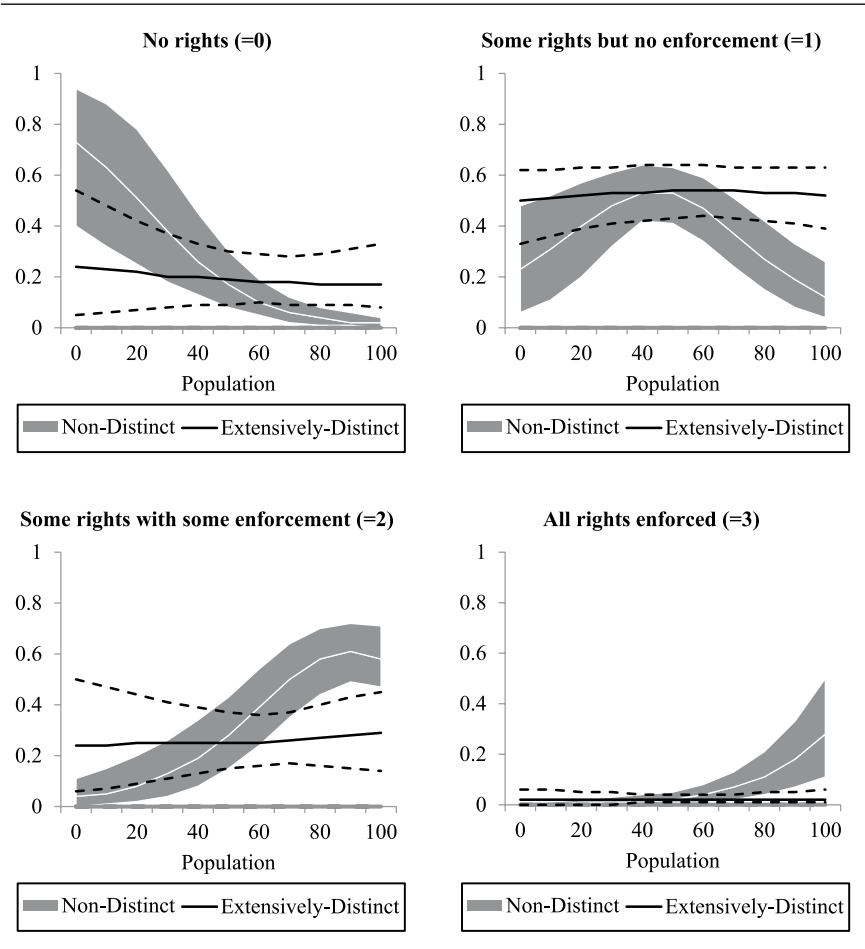 No rights (=0)
1
0.8
0.6
0.4
0.2
0
0 20 40 60 80 100
Population
Non-Distinct Extensively-Distinct
Some rights but no enforcement (=1)
1
0.8
0.6
0.4
0.2
0
0 20 40 60 80 100
Population
Non-Distinct Extensively-Distinct
Some rights with some enforcement (=2)
1
0.8
0.6
0.4
0.2
0
0 20 40 60 80 100
Population
Non-Distinct Extensively-Distinct
All rights enforced (=3)
1
0.8
0.6
0.4
0.2
0
0 20 40 60 80 100
Population
Non-Distinct Extensively-Distinct